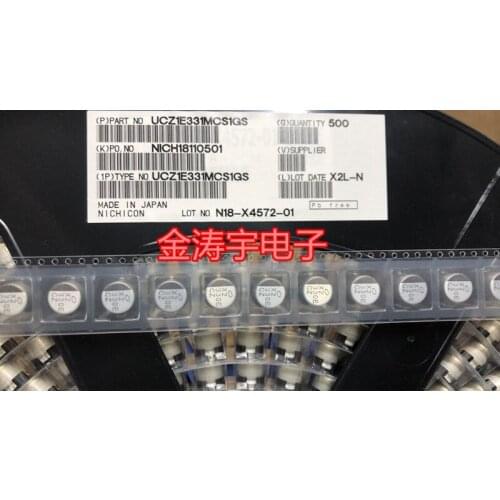 (P)PART NO UCZ1E331MCS1GS (Q)QUANTITY 500
(K)PO.NO NICH18110501 (V)SUPPLIER
(1P)TYPE NO UCZ1E331MCS1GS (L)LOT DATE X2L-N
MADE IN JAPAN Pb free
NICHICON LOT NO N18-X4572-01
金涛宇电子